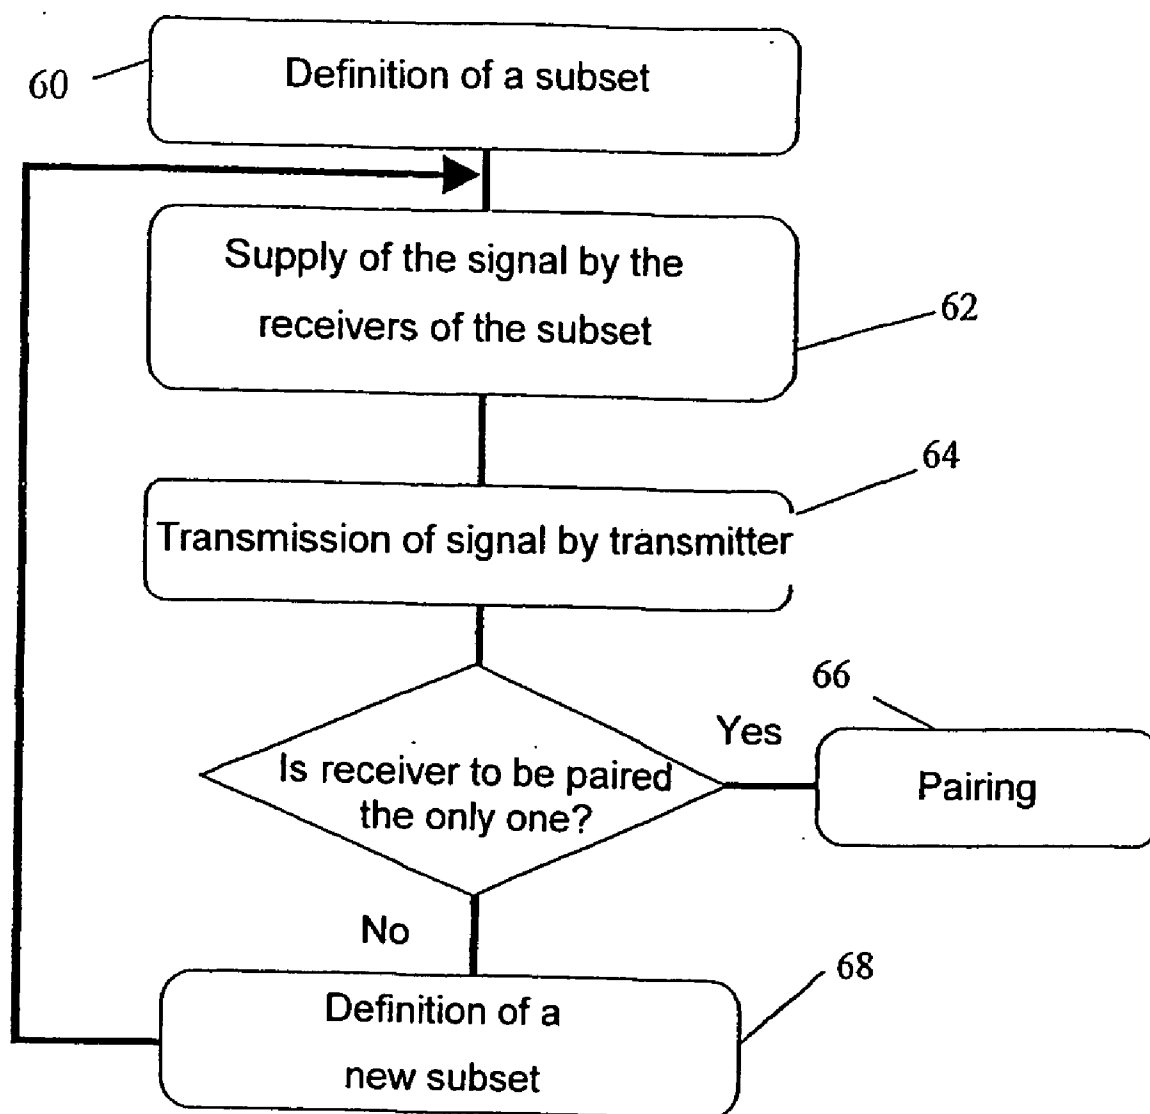 60
Definition of a subset
Supply of the signal by the
receivers of the subset
62
64
Transmission of signal by transmitter
66
Yes
Is receiver to be paired
the only one?
Pairing
No
68
Definition of a
new subset